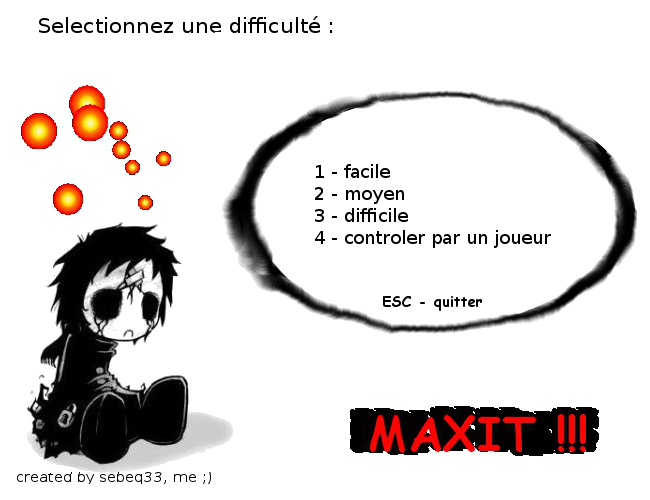 Selectionnez une difficulté :
1 - facile
2 - moyen
3 - difficile
4 - controler par un joueur
ESC - quitter
MAXIT !!!
created by sebeq33, me ;)